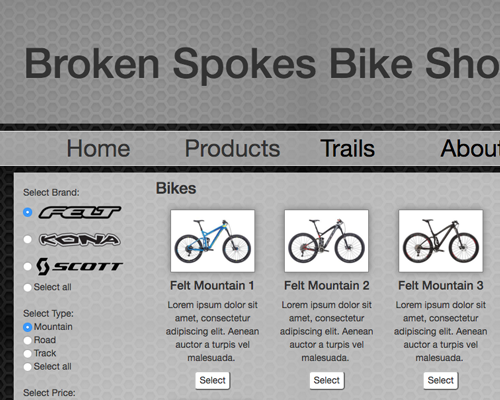 Broken Spokes Bike Sho
Home Products Trails About
Select Brand:
FELT
KONA
SCOTT
Select all
Select Type:
Mountain
Road
Track
Select all
Select Price:
Bikes
Felt Mountain 1
Lorem ipsum dolor sit
amet, consectetur
adipiscing elit. Aenean
auctor a turpis vel
malesuada.
Select
Felt Mountain 2
Lorem ipsum dolor sit
amet, consectetur
adipiscing elit. Aenean
auctor a turpis vel
malesuada.
Select
Felt Mountain 3
Lorem ipsum dolor sit
amet, consectetur
adipiscing elit. Aenean
auctor a turpis vel
malesuada.
Select